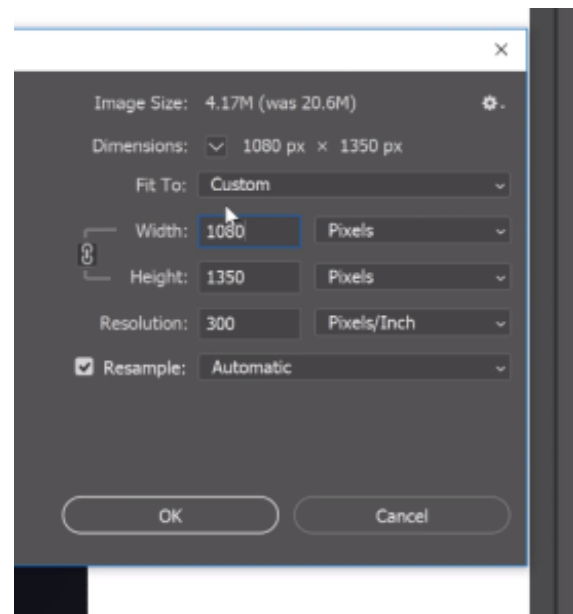 Image Size: 4.17M (was 20.6M)
Dimensions: 1080 px × 1350 px
Fit To: Custom
Width: 1080 Pixels
Height: 1350 Pixels
Resolution: 300 Pixels/Inch
Resample: Automatic
OK Cancel